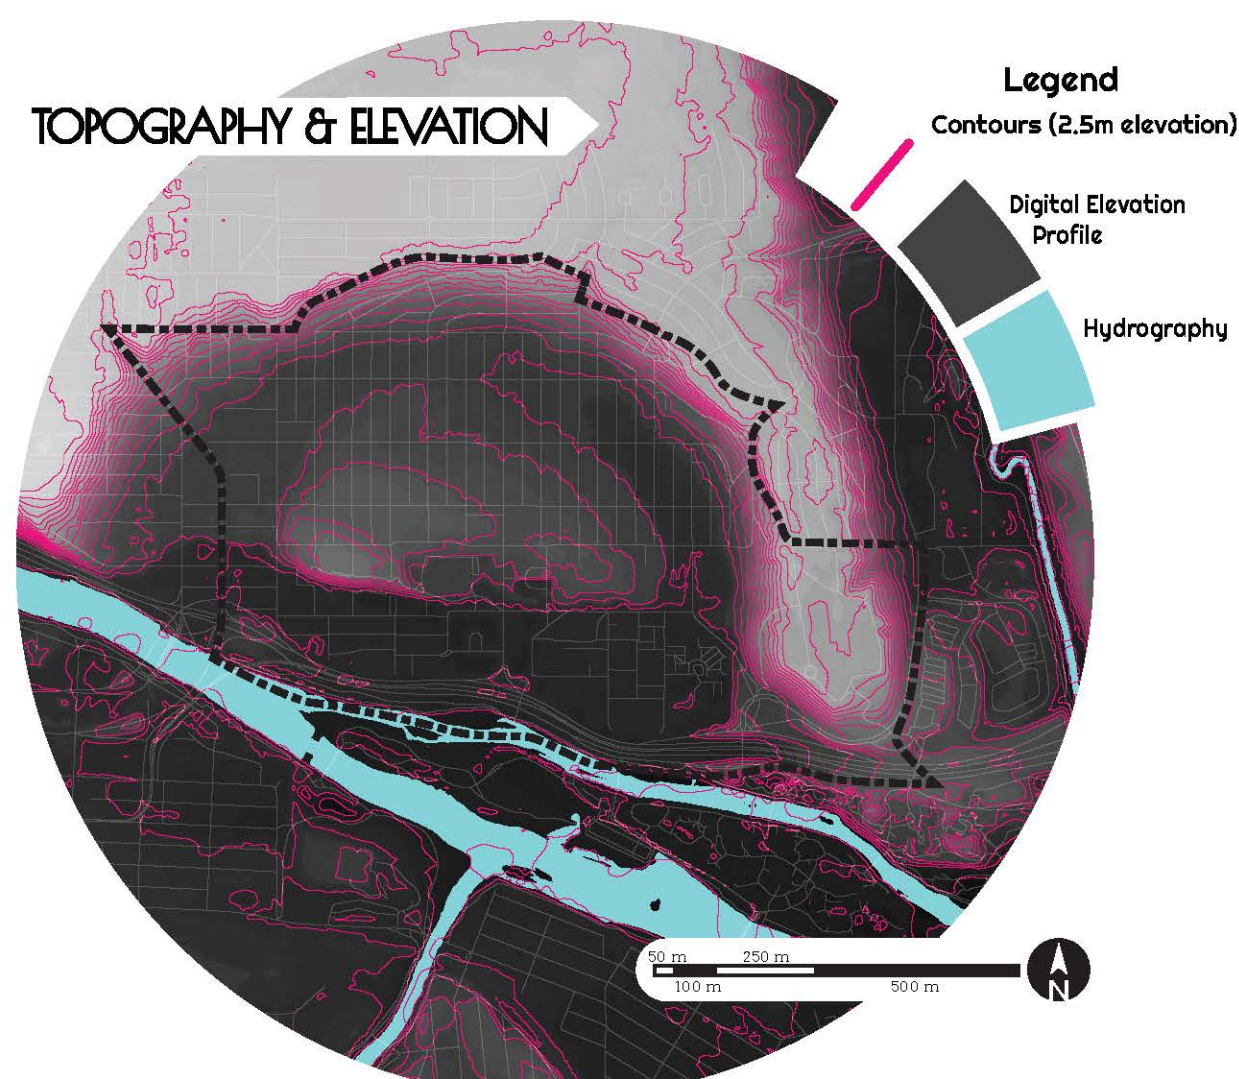 TOPOGRAPHY & ELEVATION
Legend
Contours (2.5m elevation)
Digital Elevation
Profile
Hydrography
50 m
250 m
100 m
500 m
N